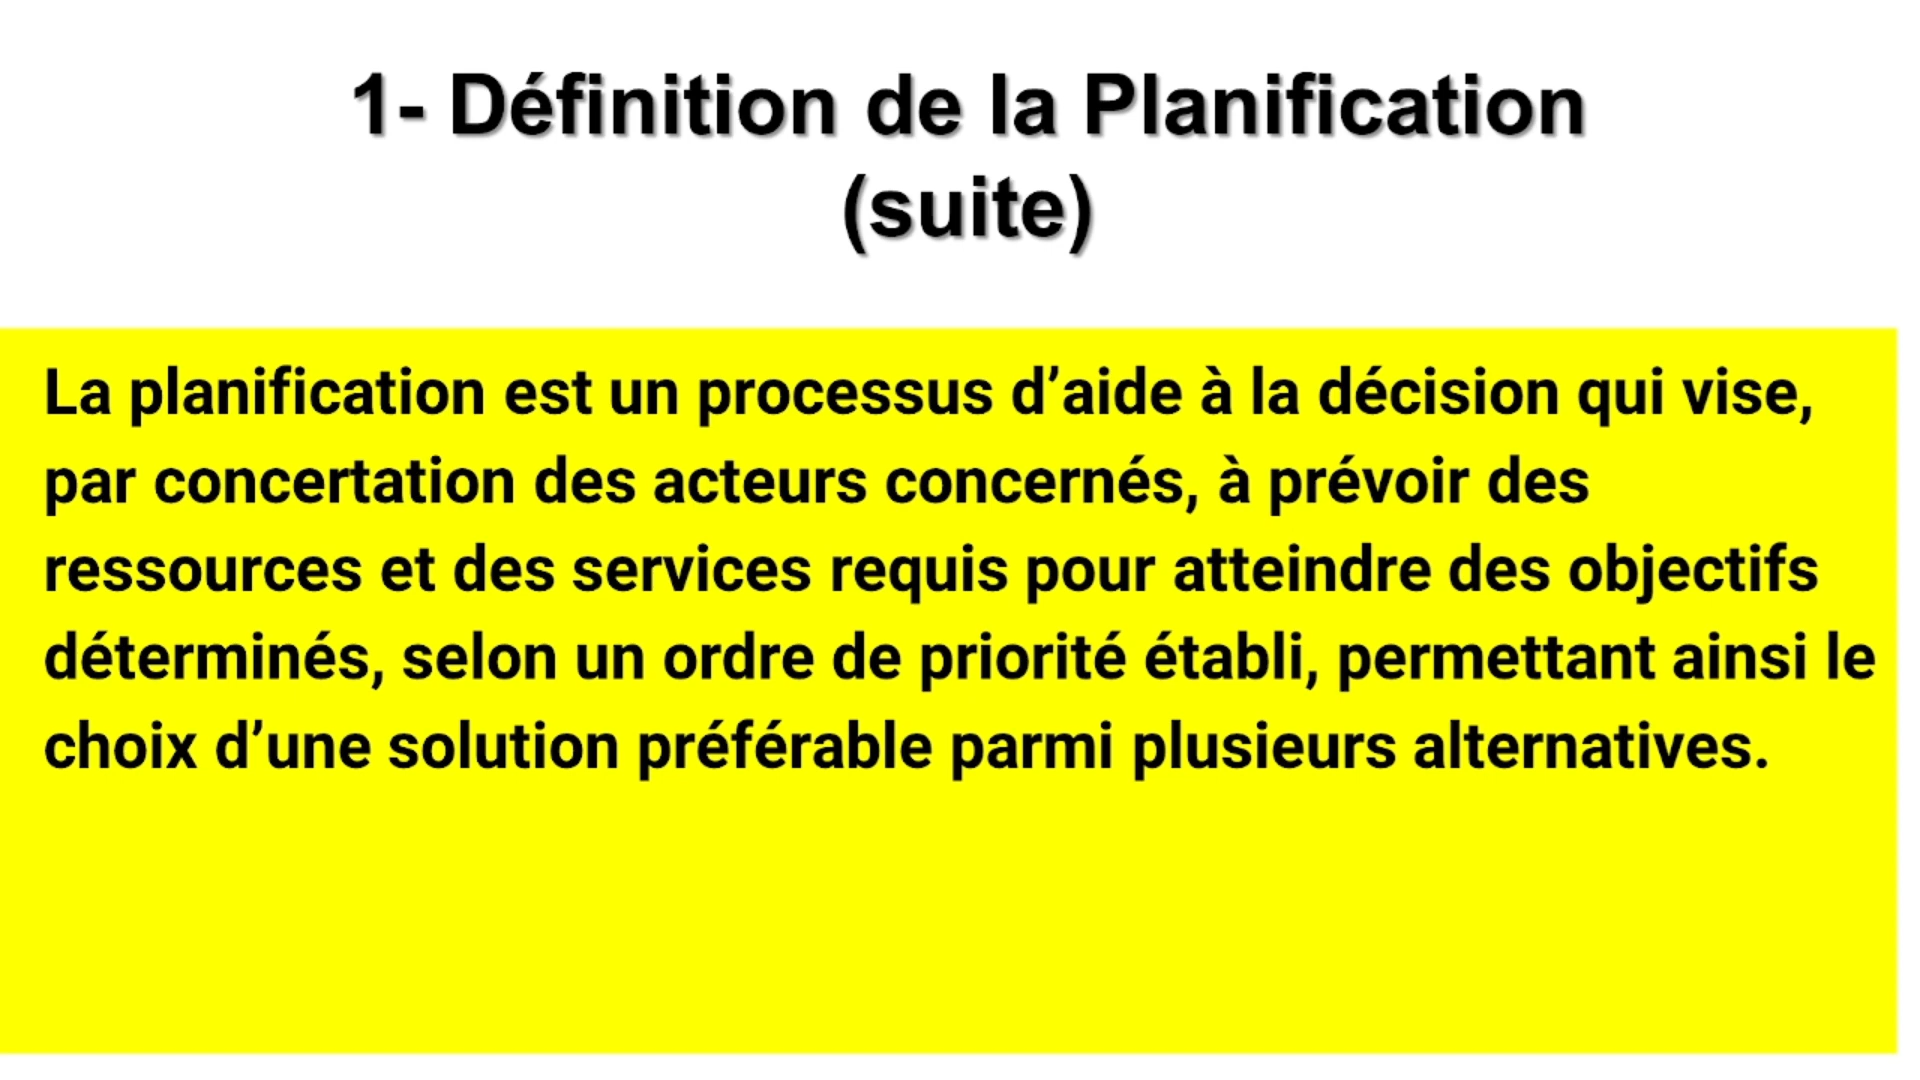 1- Définition de la Planification
(suite)
La planification est un processus d’aide à la décision qui vise,
par concertation des acteurs concernés, à prévoir des
ressources et des services requis pour atteindre des objectifs
déterminés, selon un ordre de priorité établi, permettant ainsi le
choix d’une solution préférable parmi plusieurs alternatives.